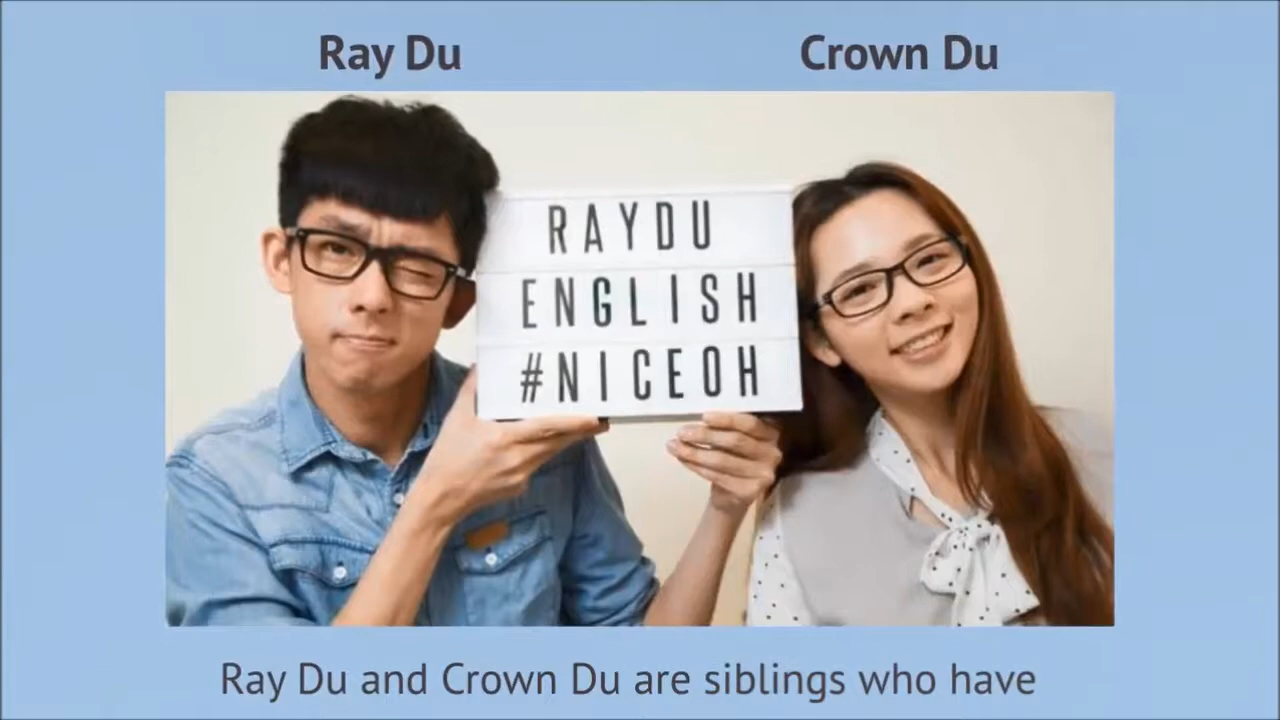 Ray Du
Crown Du
RAYDU
ENGLISH
#NICEOH
Ray Du and Crown Du are siblings who have